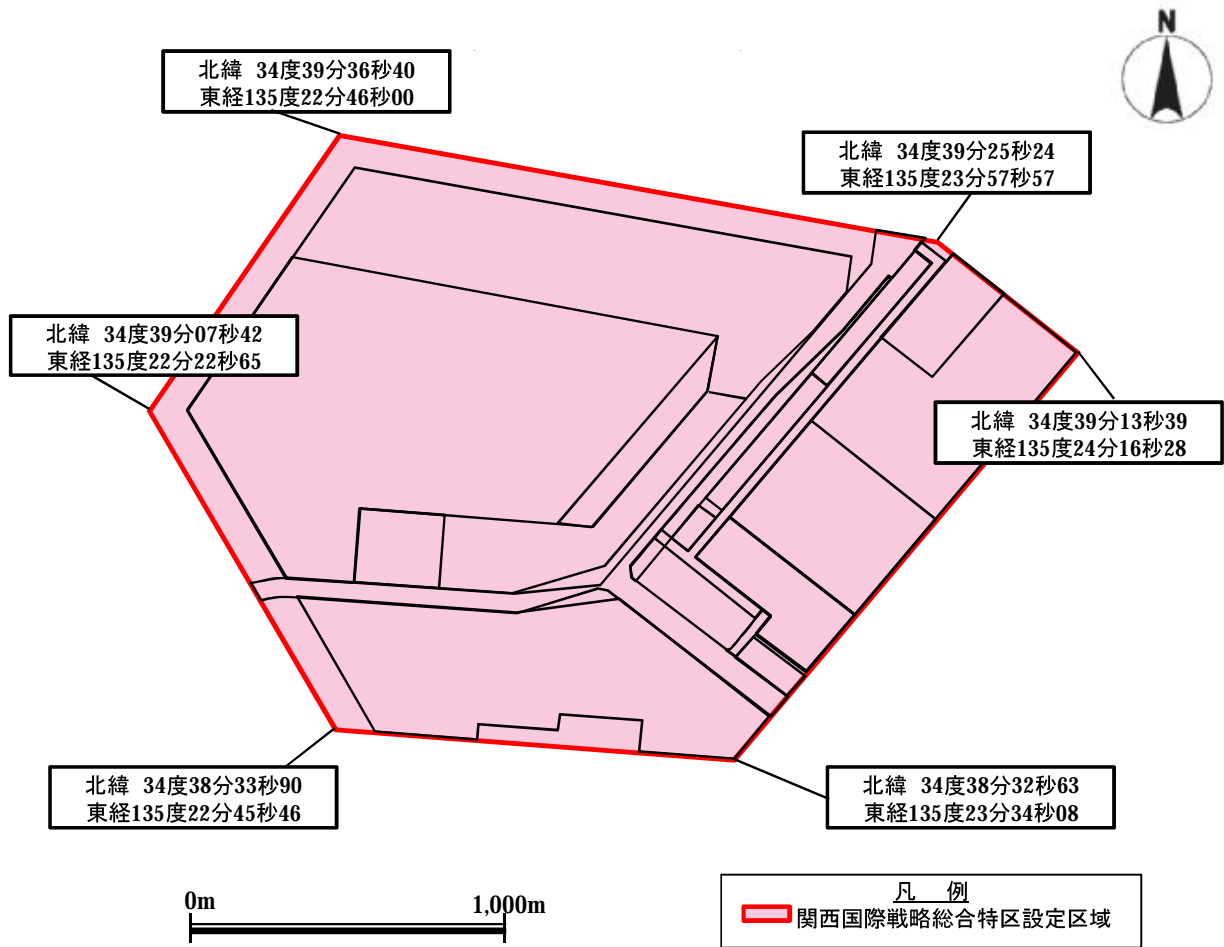 N
北緯 34度39分36秒40
東経135度22分46秒00
北緯 34度39分25秒24
東経135度23分57秒57
北緯 34度39分07秒42
東経135度22分22秒65
北緯 34度39分13秒39
東経135度24分16秒28
北緯 34度38分33秒90
東経135度22分45秒46
北緯 34度38分32秒63
東経135度23分34秒08
0m 1,000m
凡 例
関西国際戦略総合特区設定区域